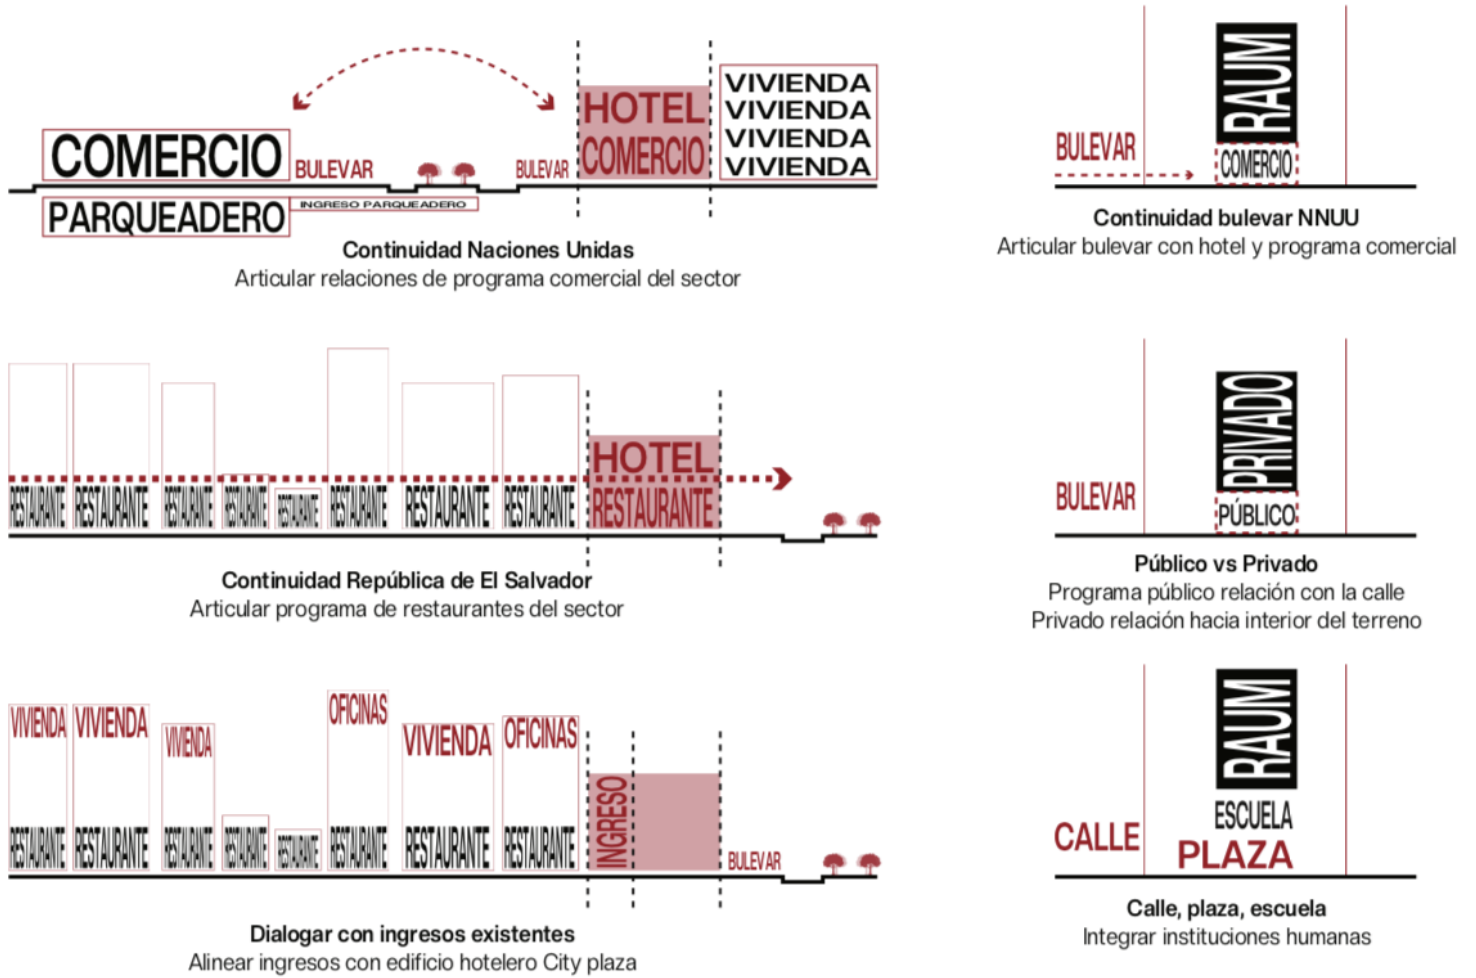 HOTEL
COMERCIO
VIVIENDA
VIVIENDA
VIVIENDA
VIVIENDA
COMERCIO
BULEVAR
BULEVAR
PARQUEADERO
INGRESO PARQUEADERO
Continuidad Naciones Unidas
Articular relaciones de programa comercial del sector
RAUM
BULEVAR
COMERCIO
Continuidad bulevar NNUU
Articular bulevar con hotel y programa comercial
HOTEL
RESTAURANTE RESTAURANTE RESTAURANTE RESTAURANTE RESTAURANTE RESTAURANTE RESTAURANTE RESTAURANTE RESTAURANTE
Continuidad República de El Salvador
Articular programa de restaurantes del sector
PRIVADO
BULEVAR
PÚBLICO
Público vs Privado
Programa público relación con la calle
Privado relación hacia interior del terreno
VIVIENDA VIVIENDA VIVIENDA OFICINAS VIVIENDA OFICINAS
INGRESO
RESTAURANTE RESTAURANTE RESTAURANTE RESTAURANTE RESTAURANTE RESTAURANTE RESTAURANTE RESTAURANTE
BULEVAR
Dialogar con ingresos existentes
Alinear ingresos con edificio hotelero City plaza
RAUM
ESCUELA
CALLE
PLAZA
Calle, plaza, escuela
Integrar instituciones humanas